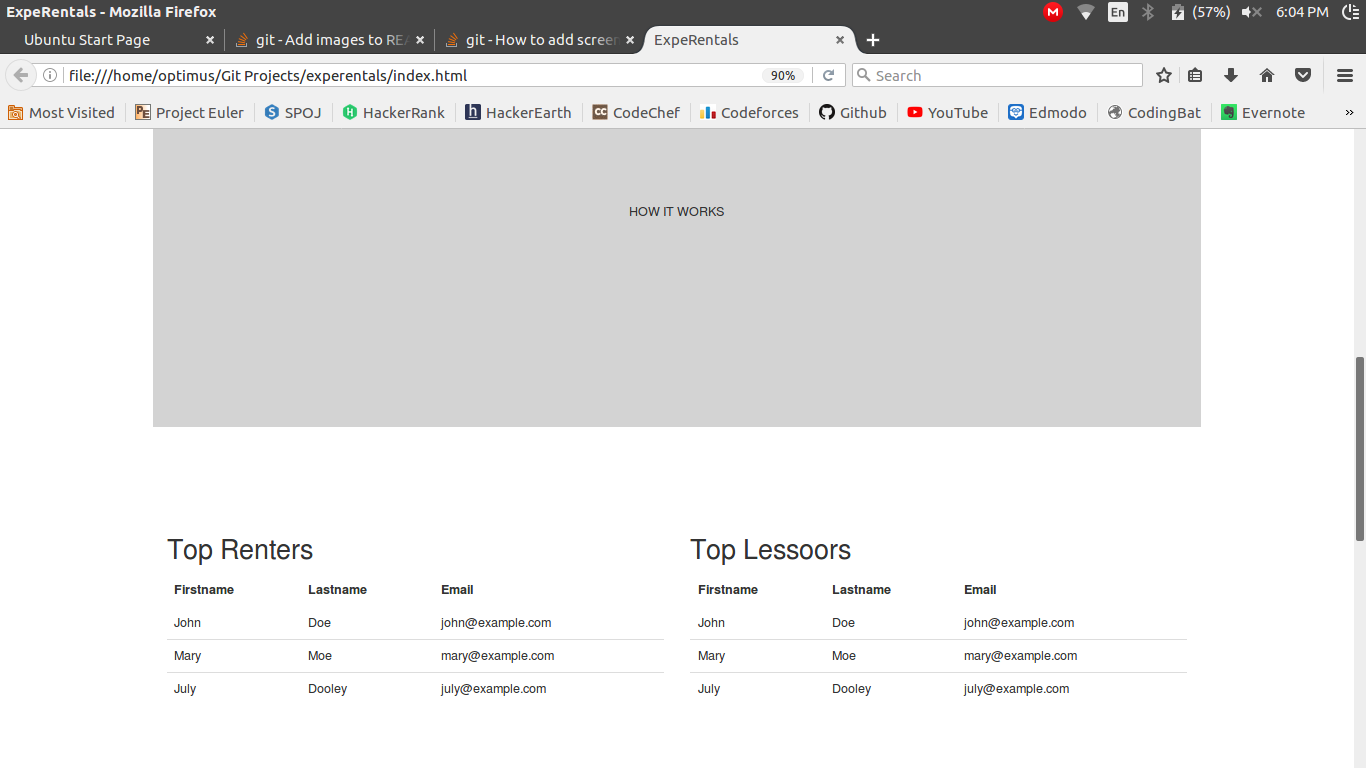 ExpeRentals - Mozilla Firefox
M En (57%) 6:04 PM
Ubuntu Start Page git - Add images to REA git - How to add screen ExpeRentals
file:///home/optimus/Git Projects/experentals/index.html 90% Search
Most Visited Project Euler SPOJ HackerRank HackerEarth CodeChef Codeforces Github YouTube Edmodo CodingBat Evernote »
HOW IT WORKS
Top Renters
Firstname Lastname Email
John Doe john@example.com
Mary Moe mary@example.com
July Dooley july@example.com
Top Lessoors
Firstname Lastname Email
John Doe john@example.com
Mary Moe mary@example.com
July Dooley july@example.com